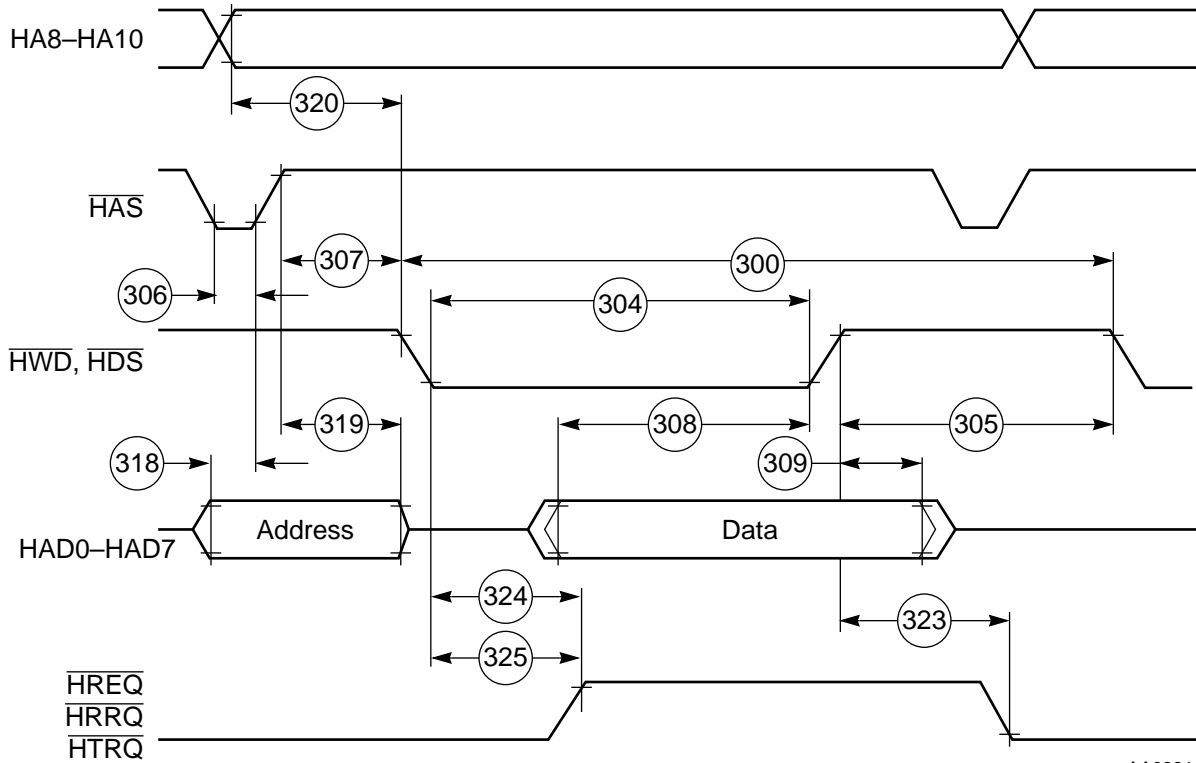 HA8–HA10
320
HAS
307
300
306
304
HWD, HDS
319
308
305
318
309
Address
Data
HAD0–HAD7
324
323
325
HREQ
HRRQ
HTRQ